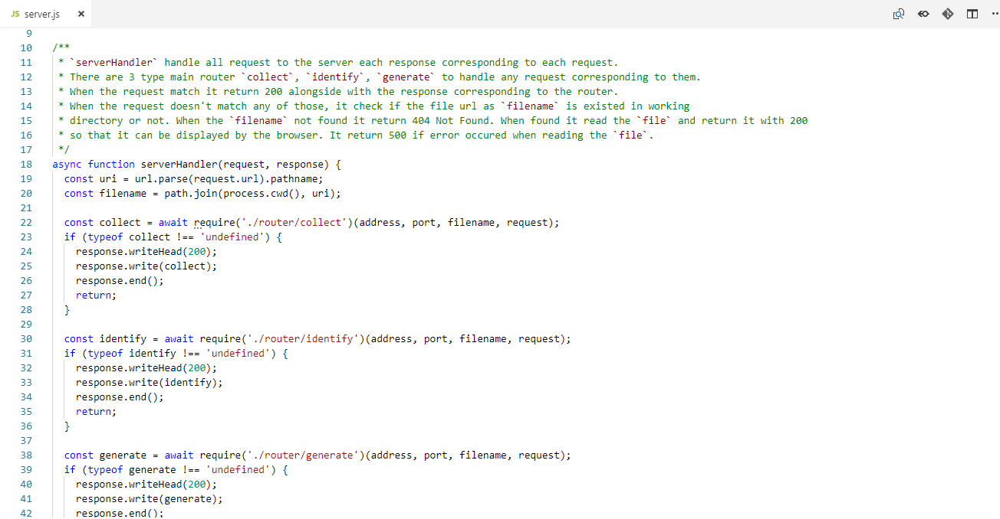 JS server.js ×
9
10 /**
11 * `serverHandler` handle all request to the server each response corresponding to each request.
12 * There are 3 type main router `collect`, `identify`, `generate` to handle any request corresponding to them.
13 * When the request match it return 200 alongside with the response corresponding to the router.
14 * When the request doesn't match any of those, it check if the file url as `filename` is existed in working
15 * directory or not. When the `filename` not found it return 404 Not Found. When found it read the `file` and return it with 200
16 * so that it can be displayed by the browser. It return 500 if error occured when reading the `file`.
17 */
18 async function serverHandler(request, response) {
19 const uri = url.parse(request.url).pathname;
20 const filename = path.join(process.cwd(), uri);
21
22 const collect = await require('./router/collect')(address, port, filename, request);
23 if (typeof collect !== 'undefined') {
24 response.writeHead(200);
25 response.write(collect);
26 response.end();
27 return;
28 }
29
30 const identify = await require('./router/identify')(address, port, filename, request);
31 if (typeof identify !== 'undefined') {
32 response.writeHead(200);
33 response.write(identify);
34 response.end();
35 return;
36 }
37
38 const generate = await require('./router/generate')(address, port, filename, request);
39 if (typeof generate !== 'undefined') {
40 response.writeHead(200);
41 response.write(generate);
42 response.end();